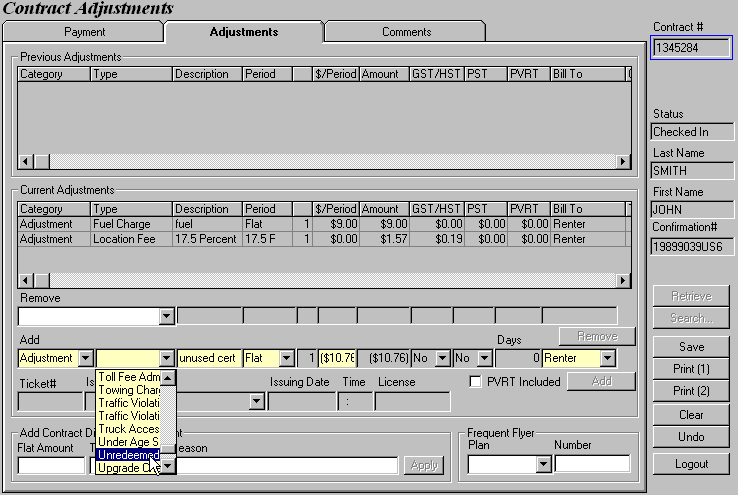 Contract Adjustments
Payment Adjustments Comments
Contract #
1345284
Previous Adjustments
Category Type Description Period $/Period Amount GST/HST PST PVRT Bill To
Status
Checked In
Last Name
SMITH
First Name
JOHN
Confirmation#
19899039US6
Current Adjustments
Category Type Description Period $/Period Amount GST/HST PST PVRT Bill To
Adjustment Fuel Charge fuel Flat 1 $9.00 $9.00 $0.00 $0.00 $0.00 Renter
Adjustment Location Fee 17.5 Percent 17.5 F 1 $0.00 $1.57 $0.19 $0.00 $0.00 Renter
Remove
Retrieve
Search...
Add Days Remove
Adjustment unused cert Flat 1 ($10.76 ($10.76) No No 0 Renter
Save
Print (1)
Print (2)
Clear
Undo
Logout
Toll Fee Adm
Towing Charg
Traffic Violati
Traffic Violati
Truck Acces
Under Age S
Unredeemed
Upgrade C
Ticket# Is Issuing Date Time License PVRT Included Add
:
Add Contract Di nt
Flat Amount T eason Apply
Frequent Flyer
Plan Number